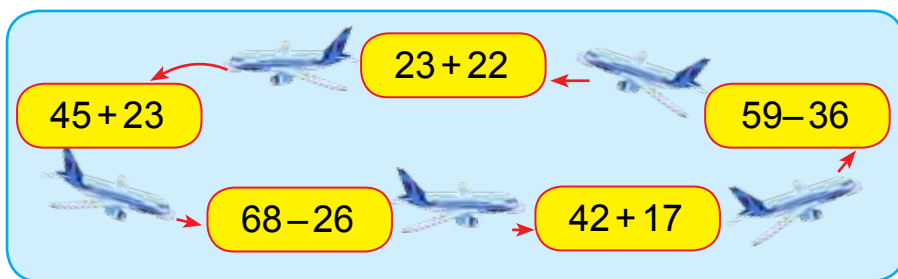 23 + 22
45 + 23
59 – 36
68 – 26
42 + 17